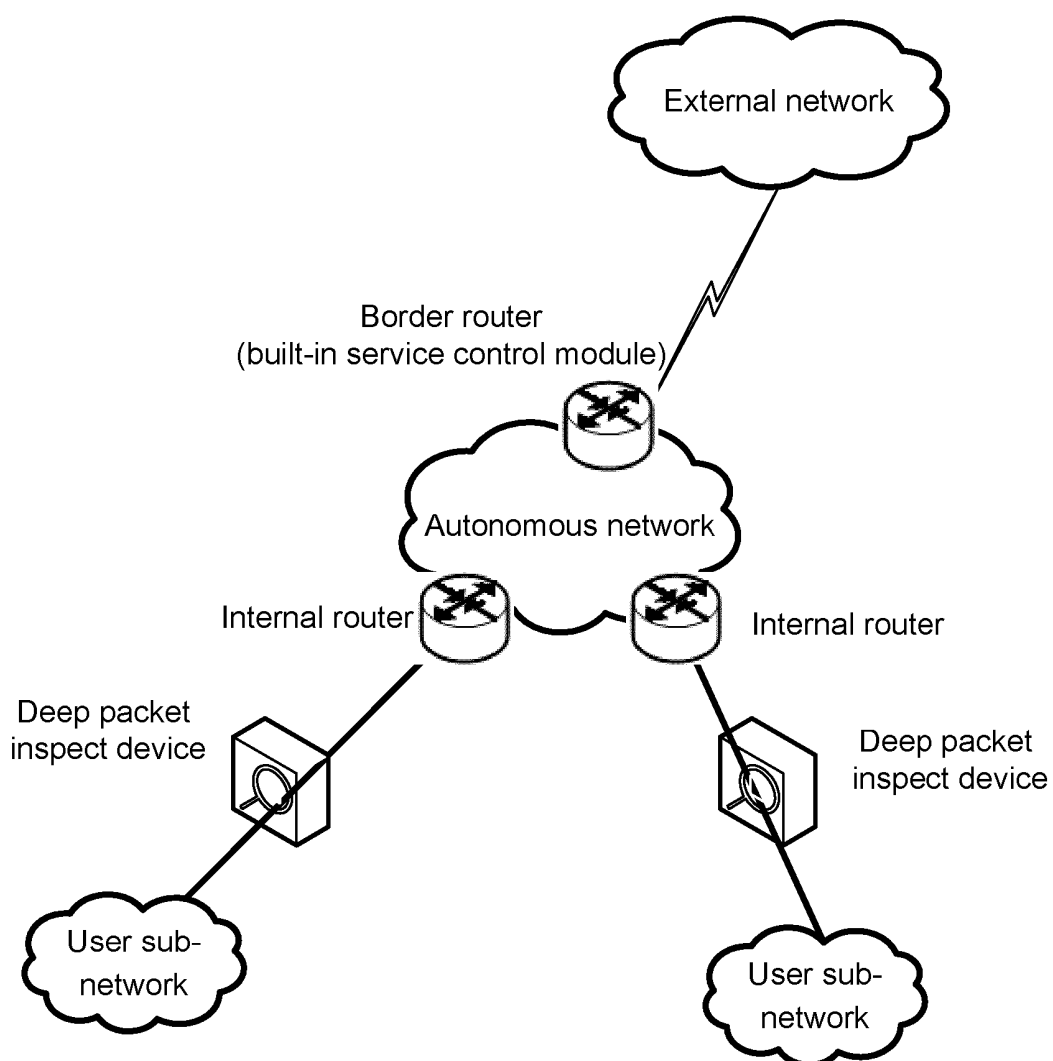 External network
Border router
(built-in service control module)
Autonomous network
Internal router
Internal router
Deep packet
inspect device
Deep packet
inspect device
User sub-
network
User sub-
network